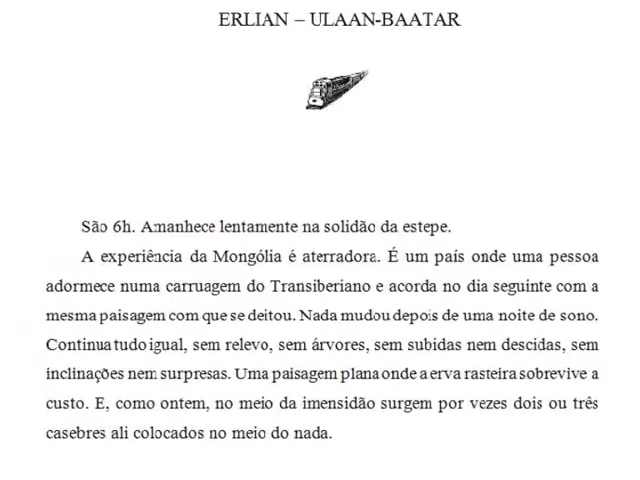 ERLIAN – ULAAN-BAATAR
São 6h. Amanhece lentamente na solidão da estepe.
A experiência da Mongólia é aterradora. É um país onde uma pessoa
adormece numa carruagem do Transiberiano e acorda no dia seguinte com a
mesma paisagem com que se deitou. Nada mudou depois de uma noite de sono.
Continua tudo igual, sem relevo, sem árvores, sem subidas nem descidas, sem
inclinações nem surpresas. Uma paisagem plana onde a erva rasteira sobrevive a
custo. E, como ontem, no meio da imensidão surgem por vezes dois ou três
casebres ali colocados no meio do nada.